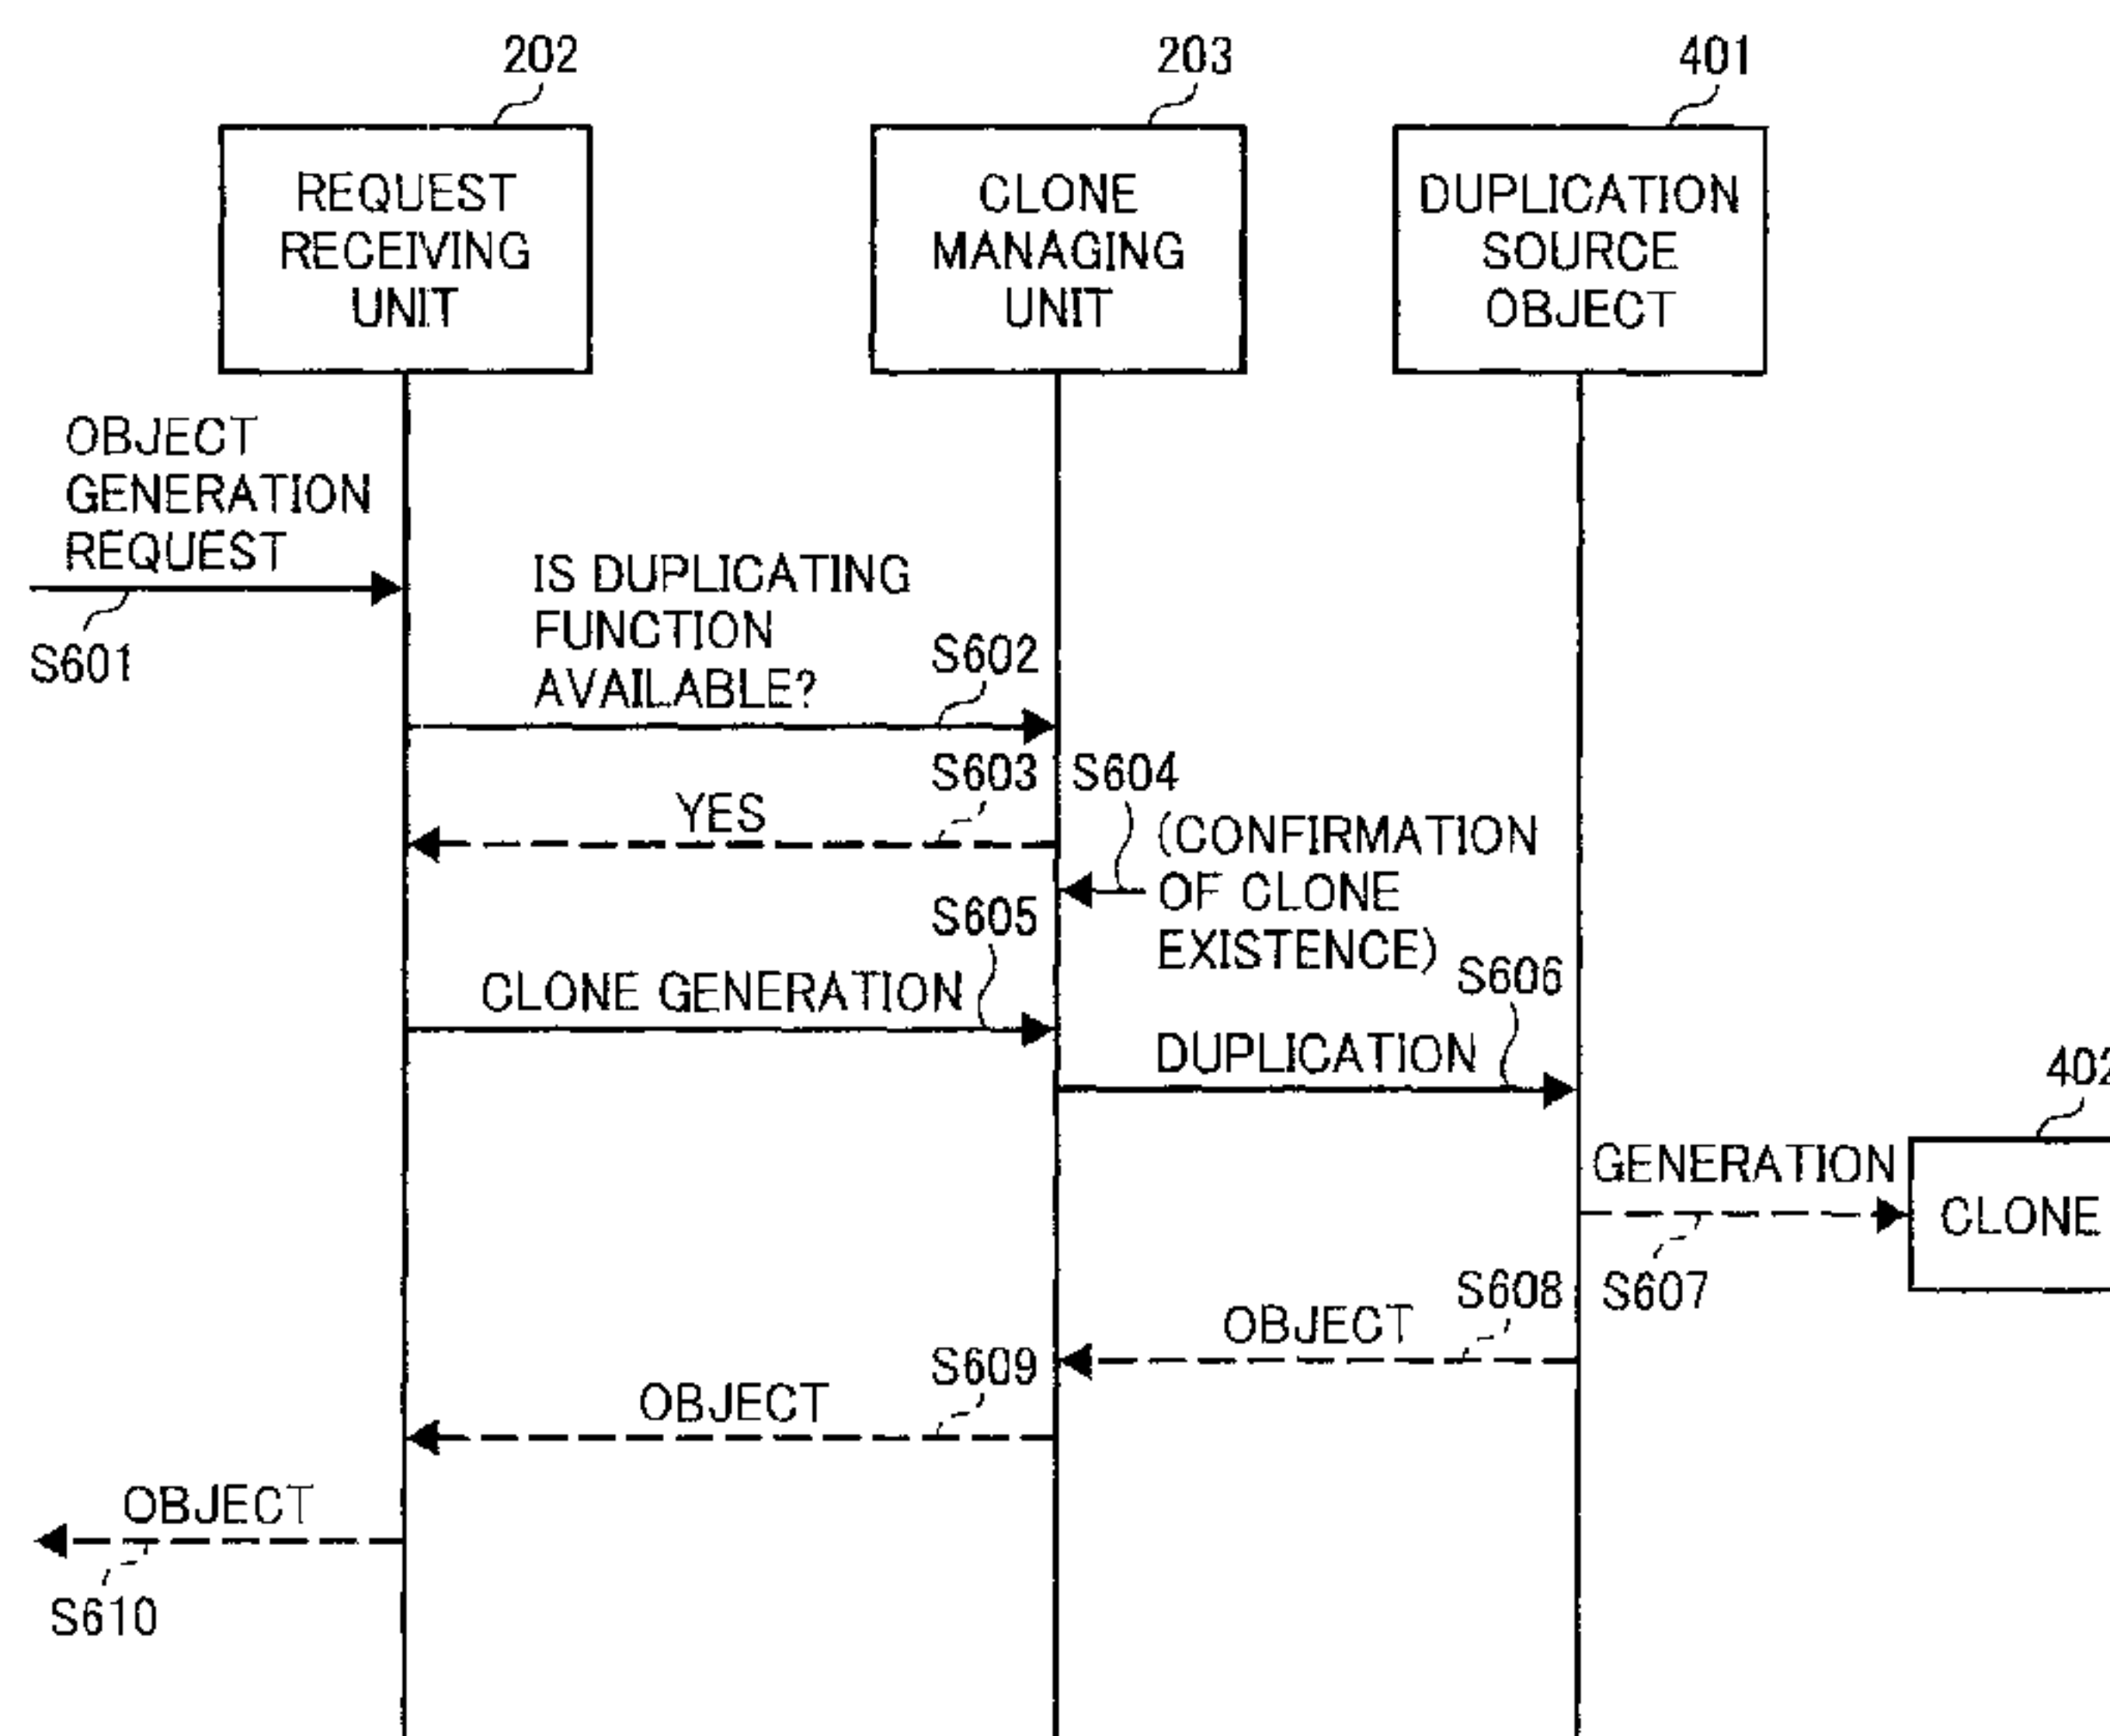 202
203
401
REQUEST
RECEIVING
UNIT
CLONE
MANAGING
UNIT
DUPLICATION
SOURCE
OBJECT
OBJECT
GENERATION
REQUEST
S601
IS DUPLICATING
FUNCTION
AVAILABLE?
S602
S603
YES
S604
(CONFIRMATION
OF CLONE
EXISTENCE)
S605
CLONE GENERATION
S606
DUPLICATION
402
GENERATION
CLONE
S607
S608
OBJECT
S609
OBJECT
OBJECT
S610